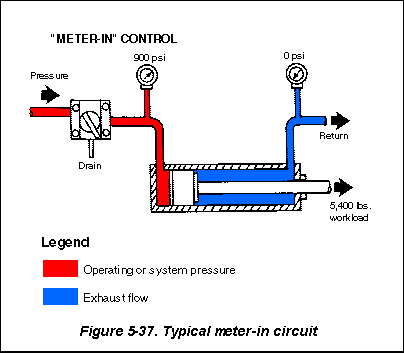 "METER-IN" CONTROL
900 psi
0 psi
Pressure
Return
Drain
5,400 lbs.
workload
Legend
Operating or system pressure
Exhaust flow
Figure 5-37. Typical meter-in circuit